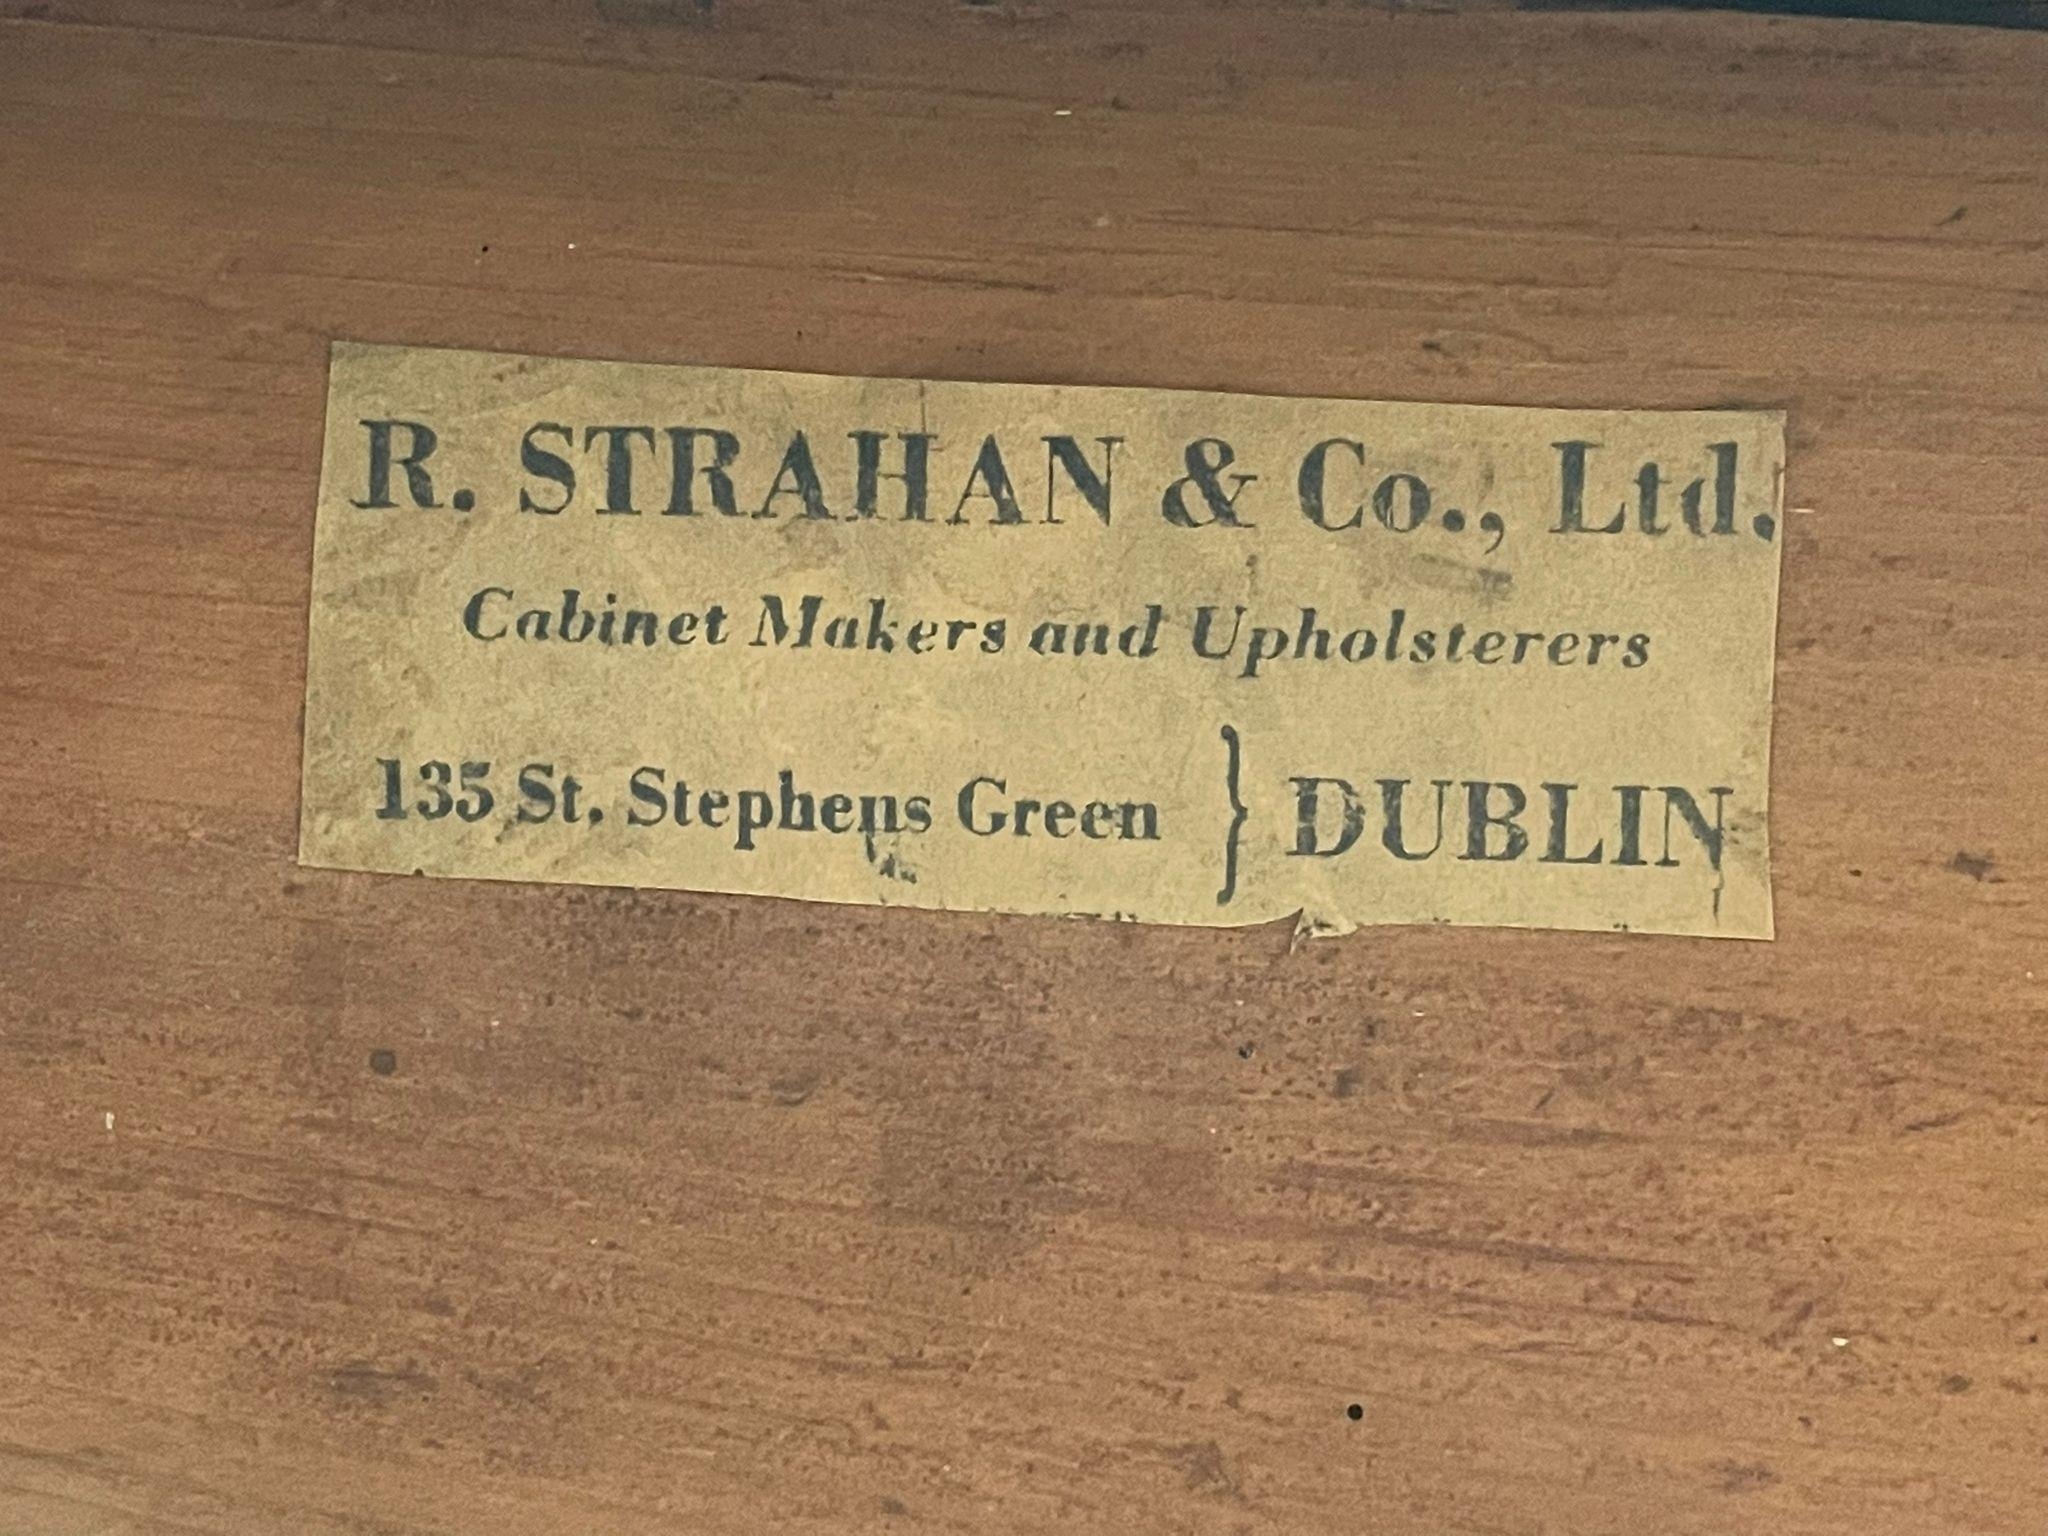 R. STRAHAN & Co., Ltd.
Cabinet Makers and Upholsterers
135 St. Stephens Green } DUBLIN